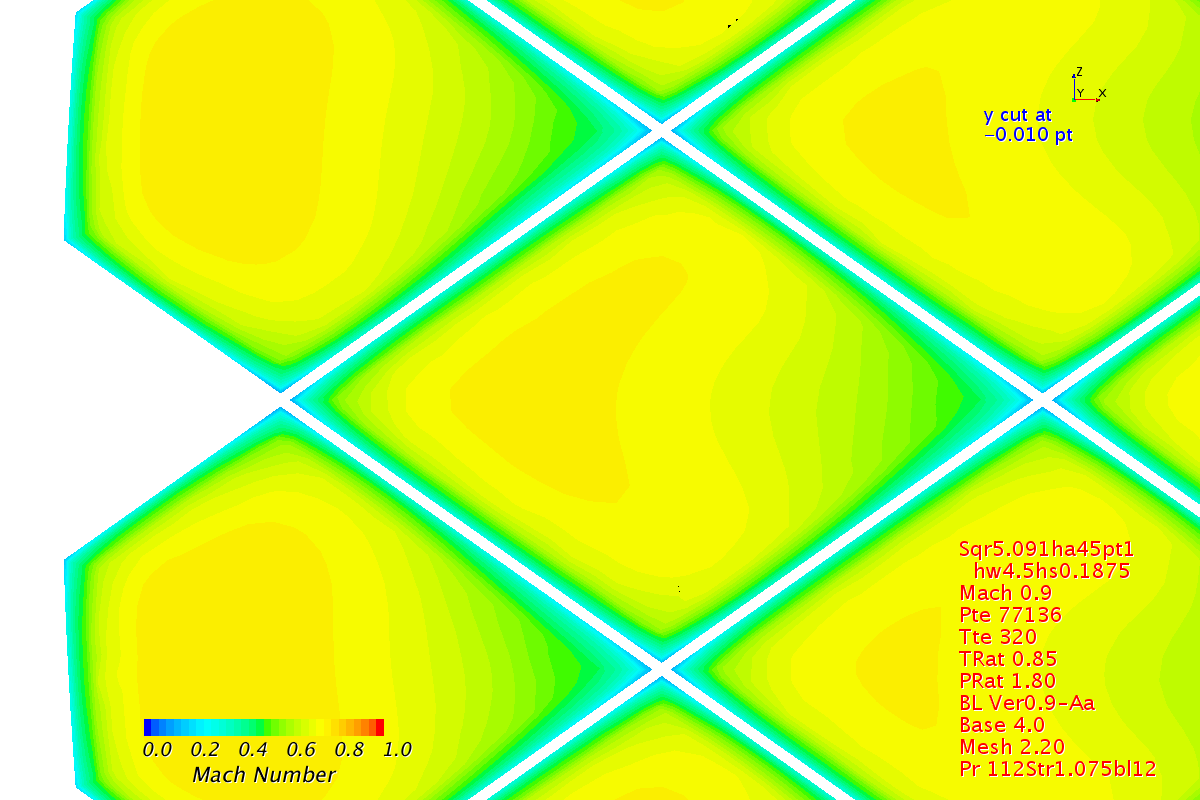 Z
Y X
y cut at
−0.010 pt
Sqr5.091ha45pt1
hw4.5hs0.1875
Mach 0.9
Pte 77136
Tte 320
TRat 0.85
PRat 1.80
BL Ver0.9−Aa
Base 4.0
Mesh 2.20
Pr 112Str1.075bl12
0.0 0.2 0.4 0.6 0.8 1.0
Mach Number